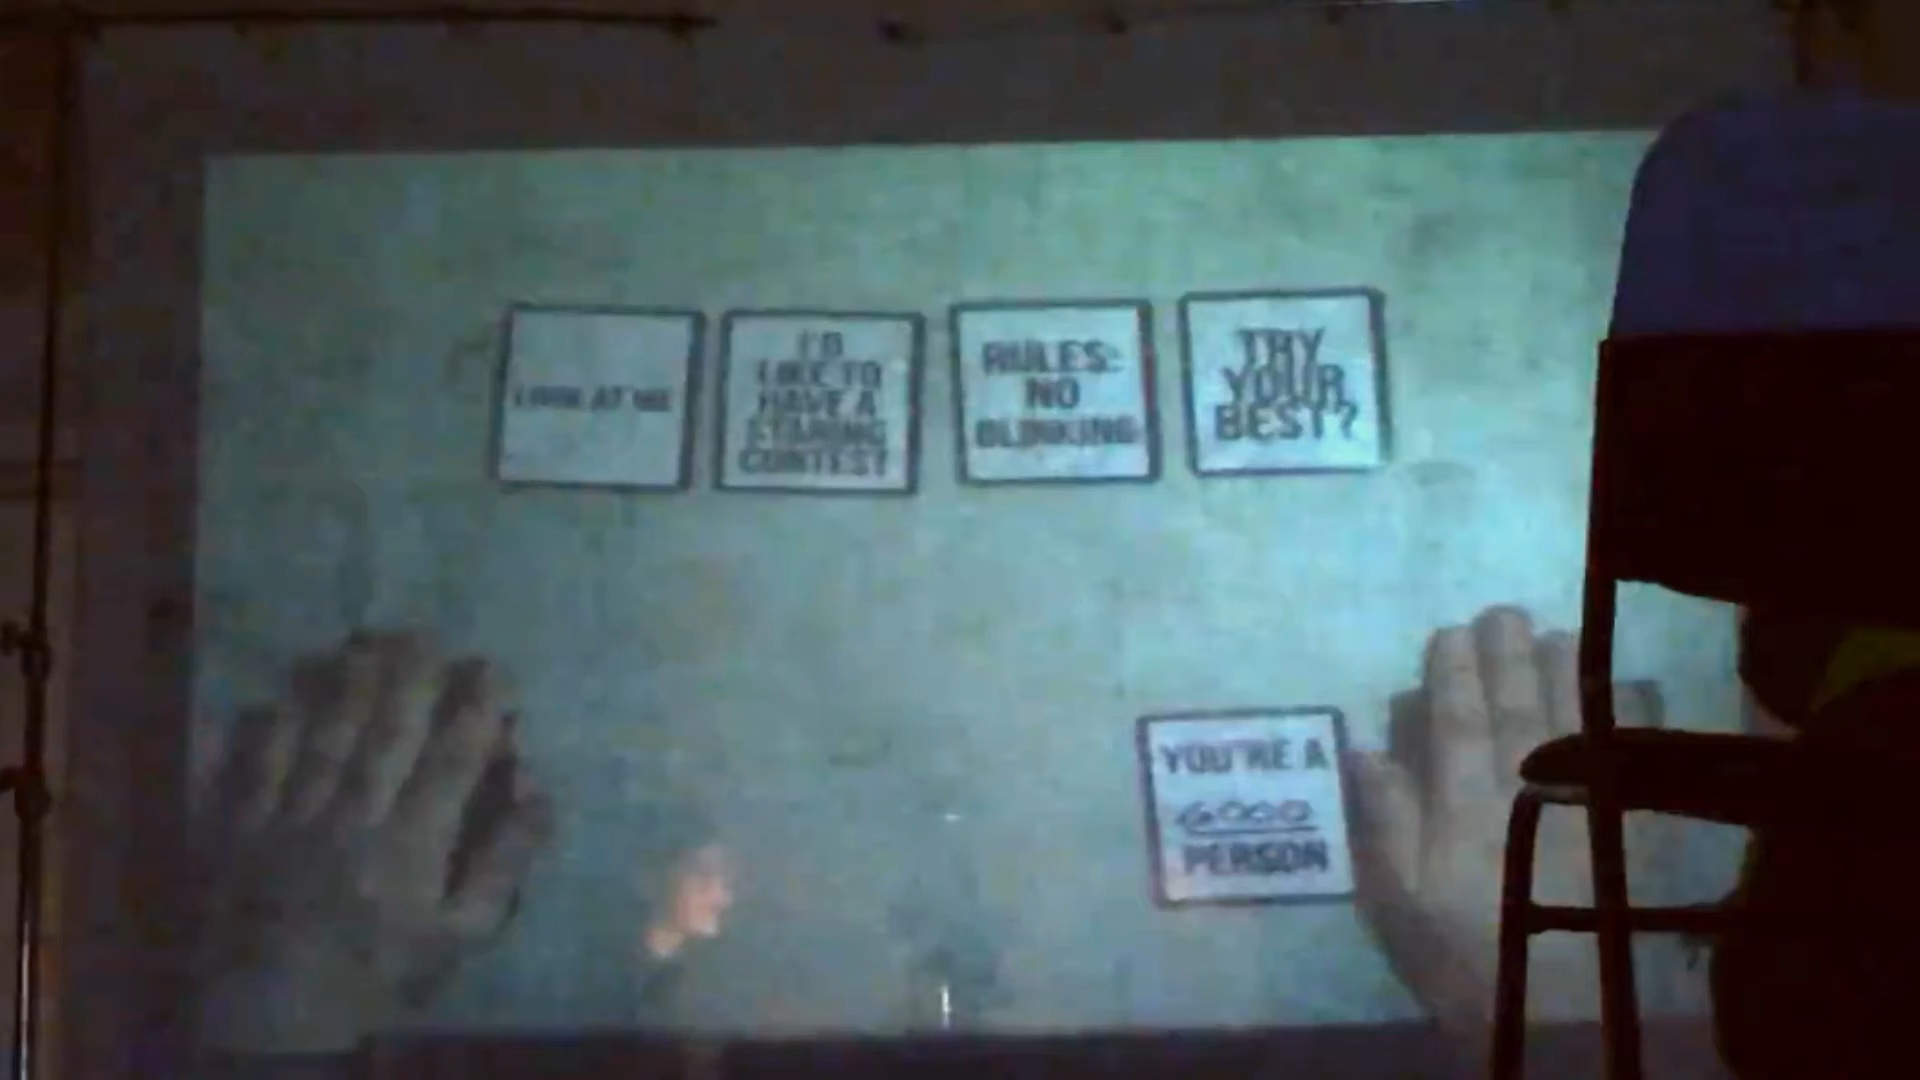 LOOK AT ME
I'D
LIKE TO
HAVE A
STARING
CONTEST
RULES:
NO
BLINKING
TRY
YOUR
BEST?
YOU'RE A
GOOD
PERSON